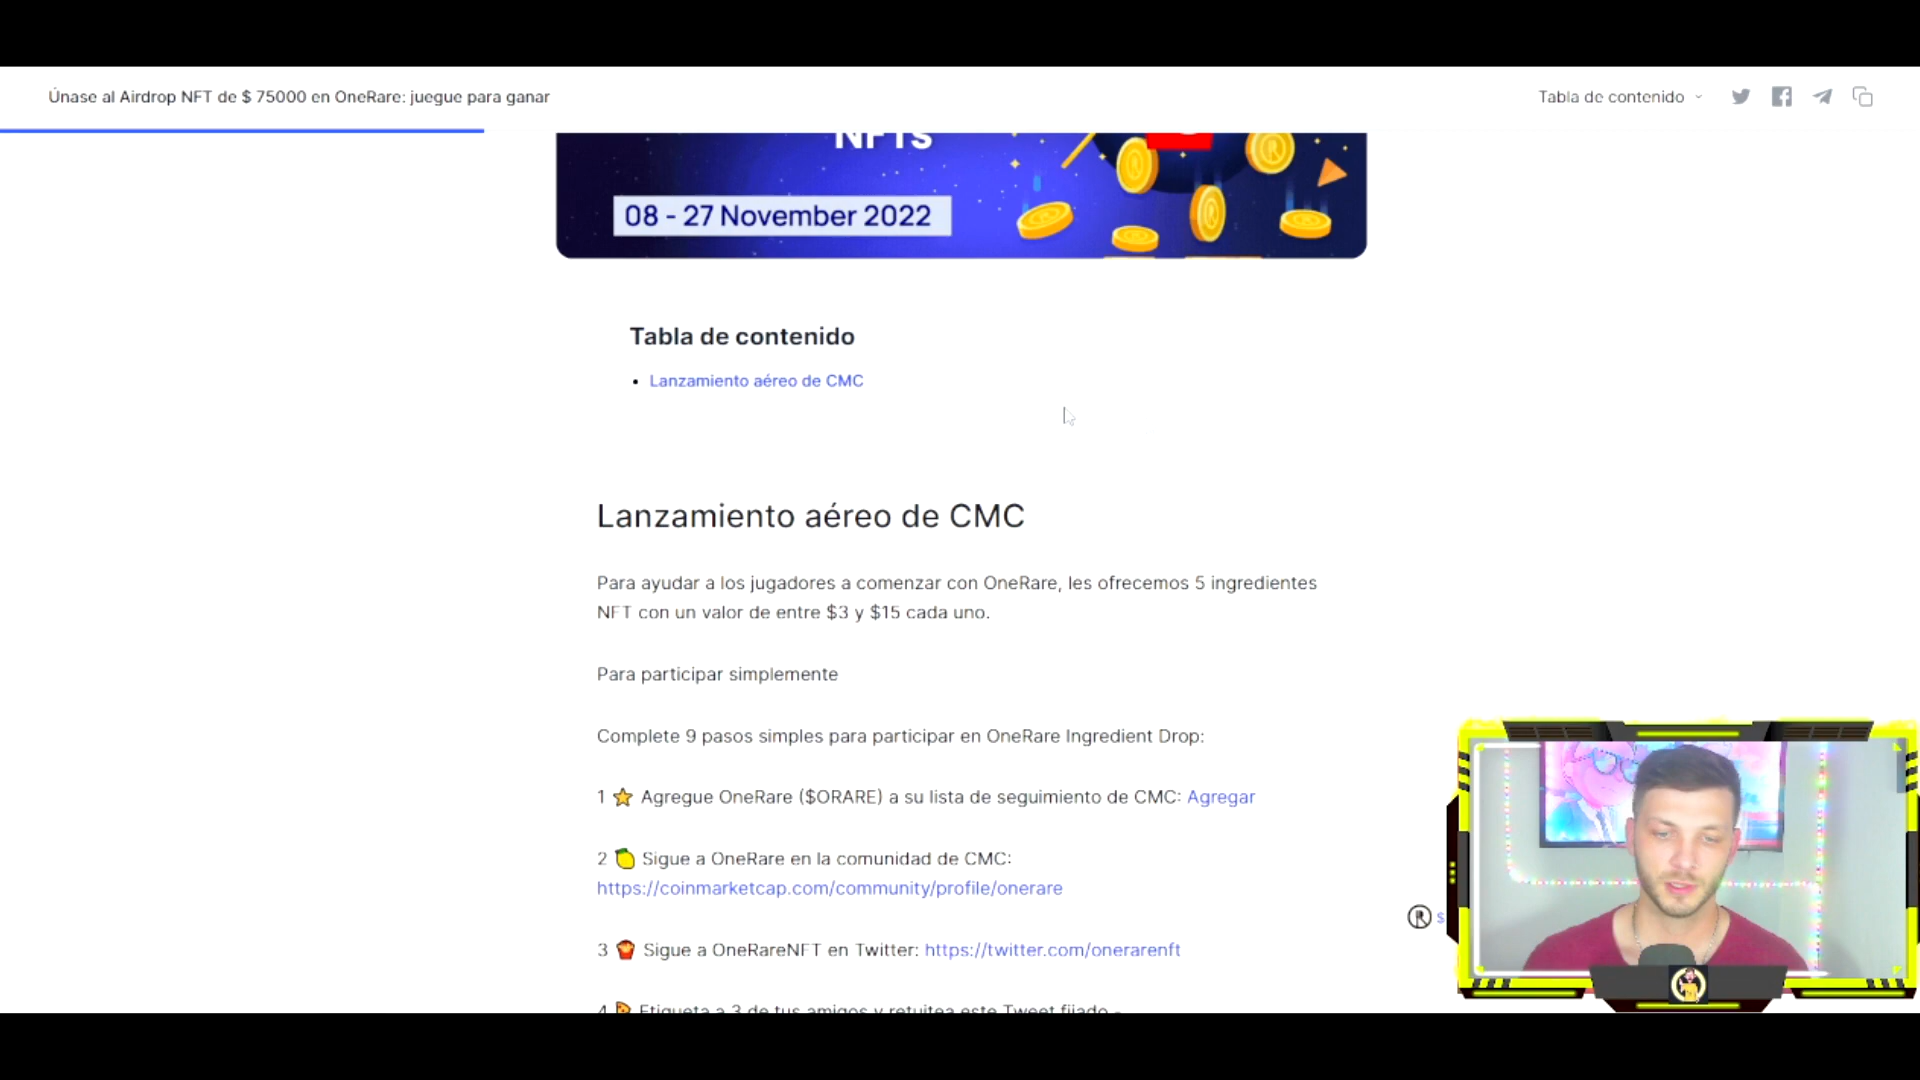 Únase al Airdrop NFT de $ 75000 en OneRare: juegue para ganar
Tabla de contenido
NFTs
08 - 27 November 2022
Tabla de contenido
• Lanzamiento aéreo de CMC
Lanzamiento aéreo de CMC
Para ayudar a los jugadores a comenzar con OneRare, les ofrecemos 5 ingredientes
NFT con un valor de entre $3 y $15 cada uno.
Para participar simplemente
Complete 9 pasos simples para participar en OneRare Ingredient Drop:
1 ⭐ Agregue OneRare ($ORARE) a su lista de seguimiento de CMC: Agregar
2 🍋 Sigue a OneRare en la comunidad de CMC:
https://coinmarketcap.com/community/profile/onerare
$
3 🍟 Sigue a OneRareNFT en Twitter: https://twitter.com/onerarenft
4 🍕 Etiqueta a 3 de tus amigos y retuitea este Tweet fijado -